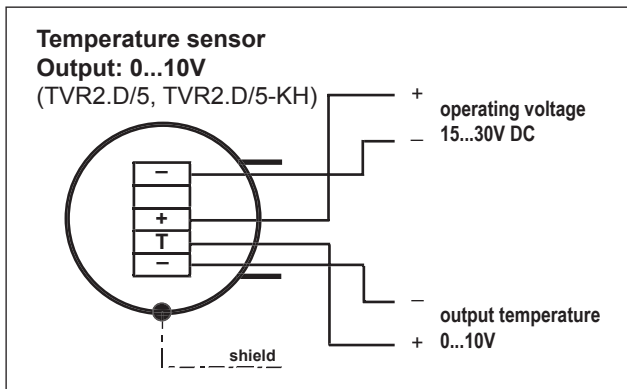 Temperature sensor
Output: 0...10V
(TVR2.D/5, TVR2.D/5-KH)
+
operating voltage
– 15...30V DC
–
+
T
–
–
output temperature
+ 0...10V
shield